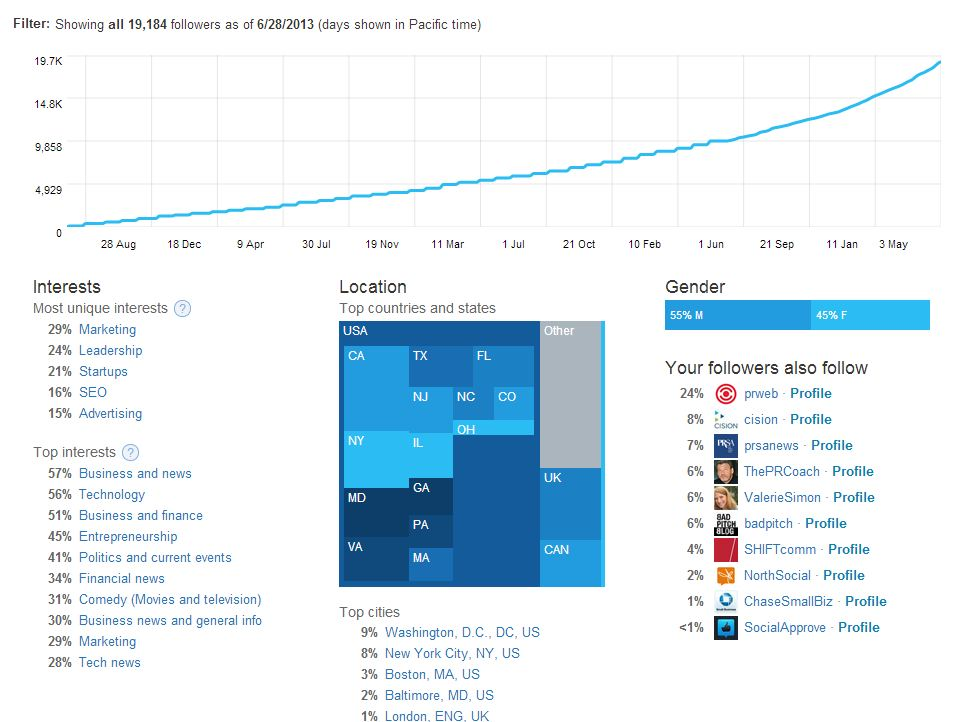 Filter: Showing all 19,184 followers as of 6/28/2013 (days shown in Pacific time)
19.7K
14.8K
9,858
4,929
0
28 Aug 18 Dec 9 Apr 30 Jul 19 Nov 11 Mar 1 Jul 21 Oct 10 Feb 1 Jun 21 Sep 11 Jan 3 May
Interests
Most unique interests ?
29% Marketing
24% Leadership
21% Startups
16% SEO
15% Advertising
Top interests ?
57% Business and news
56% Technology
51% Business and finance
45% Entrepreneurship
41% Politics and current events
34% Financial news
31% Comedy (Movies and television)
30% Business news and general info
29% Marketing
28% Tech news
Location
Top countries and states
USA
CA
TX
FL
NJ
NC
CO
OH
NY
IL
MD
GA
PA
VA
MA
Other
UK
CAN
Top cities
9% Washington, D.C., DC, US
8% New York City, NY, US
3% Boston, MA, US
2% Baltimore, MD, US
1% London, ENG, UK
Gender
55% M 45% F
Your followers also follow
24% prweb · Profile
8% CISION cision · Profile
7% PRSA prsanews · Profile
6% ThePRCoach · Profile
6% ValerieSimon · Profile
6% BAD PITCH BLOG badpitch · Profile
4% SHIFTcomm · Profile
2% NorthSocial · Profile
1% ChaseSmallBiz · Profile
<1% SocialApprove · Profile